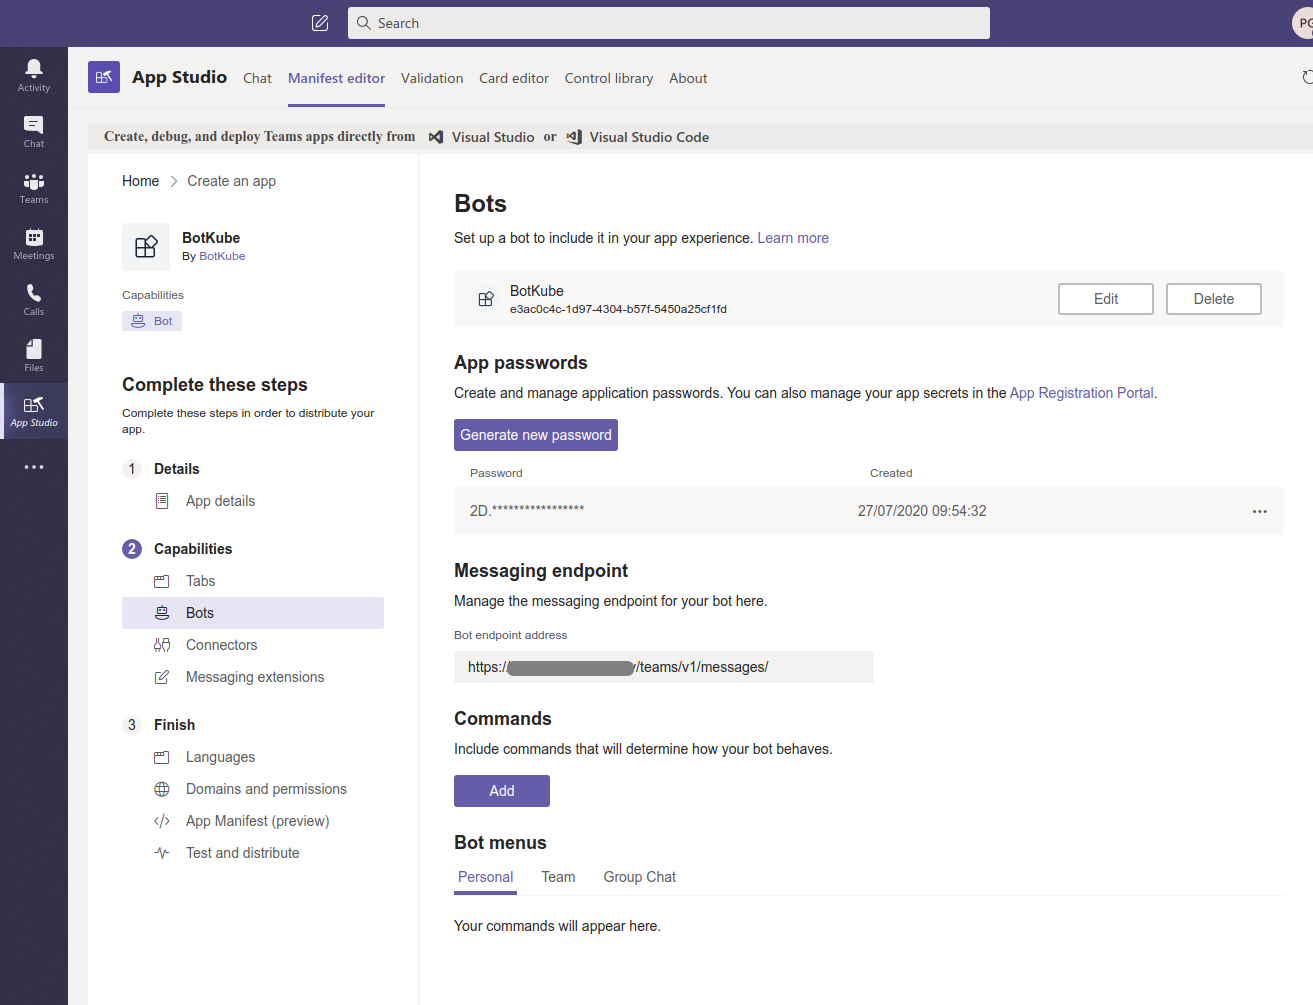 Search
PG
Activity
Chat
Teams
Meetings
Calls
Files
App Studio
App Studio Chat Manifest editor Validation Card editor Control library About
Create, debug, and deploy Teams apps directly from Visual Studio or Visual Studio Code
Home > Create an app
BotKube
By BotKube
Capabilities
Bot
Complete these steps
Complete these steps in order to distribute your
app.
1 Details
App details
2 Capabilities
Tabs
Bots
Connectors
Messaging extensions
3 Finish
Languages
Domains and permissions
App Manifest (preview)
Test and distribute
Bots
Set up a bot to include it in your app experience. Learn more
BotKube
e3ac0c4c-1d97-4304-b57f-5450a25cf1fd
Edit Delete
App passwords
Create and manage application passwords. You can also manage your app secrets in the App Registration Portal.
Generate new password
Password Created
2D.***************** 27/07/2020 09:54:32
Messaging endpoint
Manage the messaging endpoint for your bot here.
Bot endpoint address
https:/ /teams/v1/messages/
Commands
Include commands that will determine how your bot behaves.
Add
Bot menus
Personal Team Group Chat
Your commands will appear here.